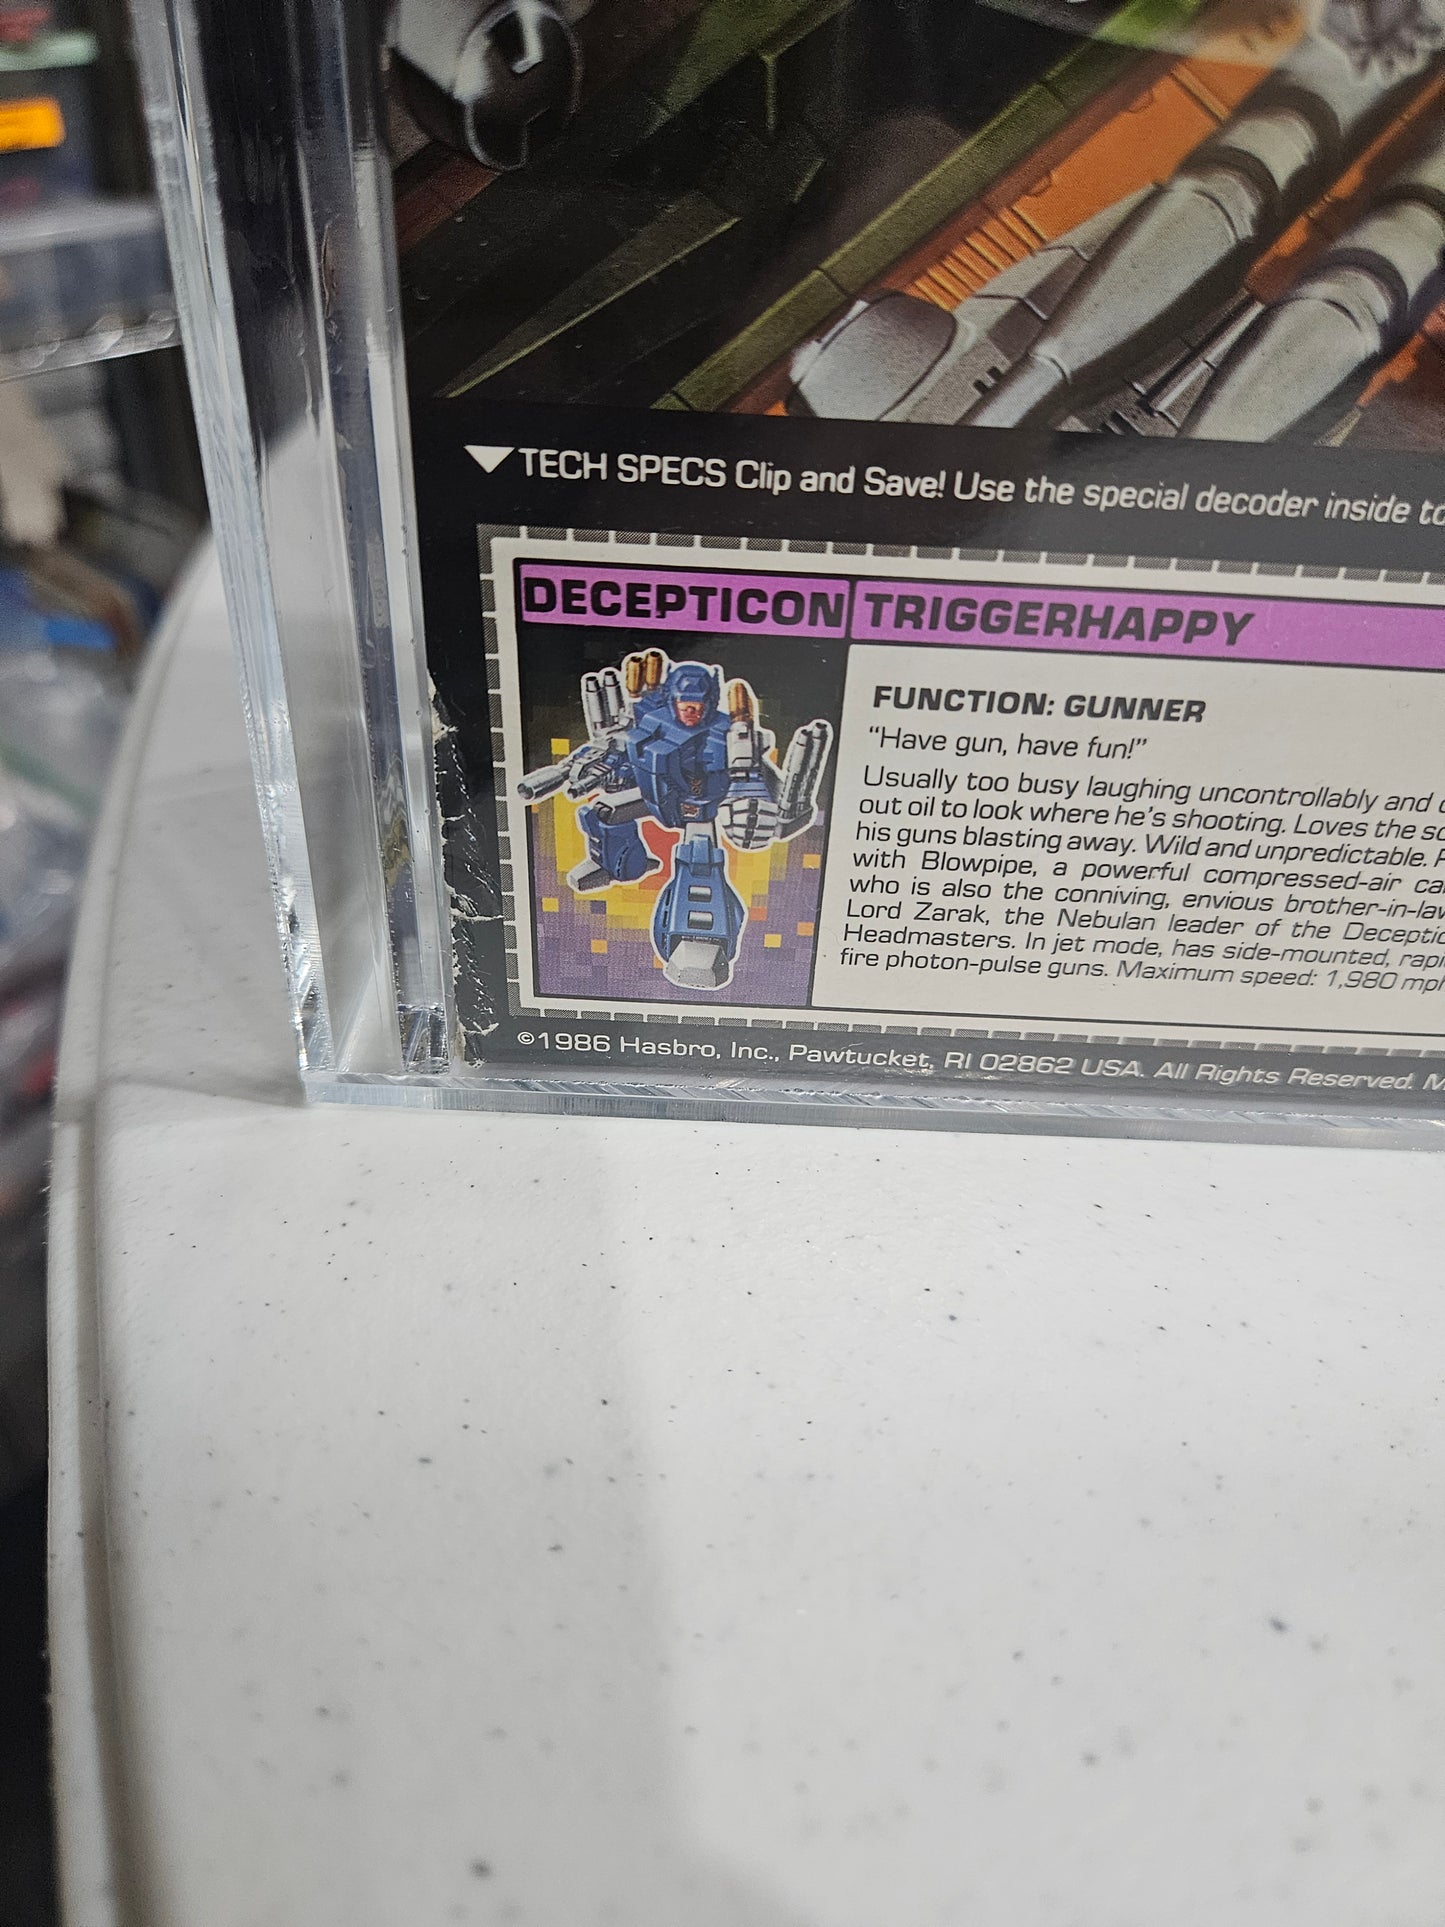 TECH SPECS Clip and Save! Use the special decoder inside to
DECEPTICON TRIGGERHAPPY
FUNCTION: GUNNER
“Have gun, have fun!”
Usually too busy laughing uncontrollably and
out oil to look where he's shooting. Loves the
his guns blasting away. Wild and unpredictable.
with Blowpipe, a powerful compressed-air
who is also the conniving, envious brother-in-law
Lord Zarak, the Nebulan leader of the
Headmasters. In jet mode, has side-mounted,
fire photon-pulse guns. Maximum speed: 1,980 mph
©1986 Hasbro, Inc., Pawtucket, RI 02862 USA. All Rights Reserved.